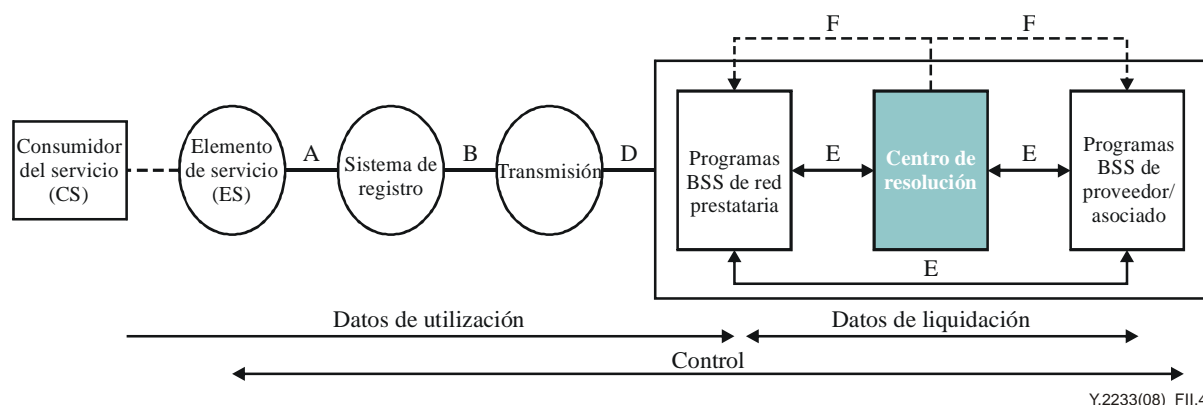 F
F
Consumidor
del servicio
(CS)
Elemento
de servicio
(ES)
A
Sistema de
registro
B
Transmisión
D
Programas
BSS de red
prestataria
E
Centro de
resolución
E
Programas
BSS de
proveedor/
asociado
E
Datos de utilización
Datos de liquidación
Control
Y.2233(08)_FII.4